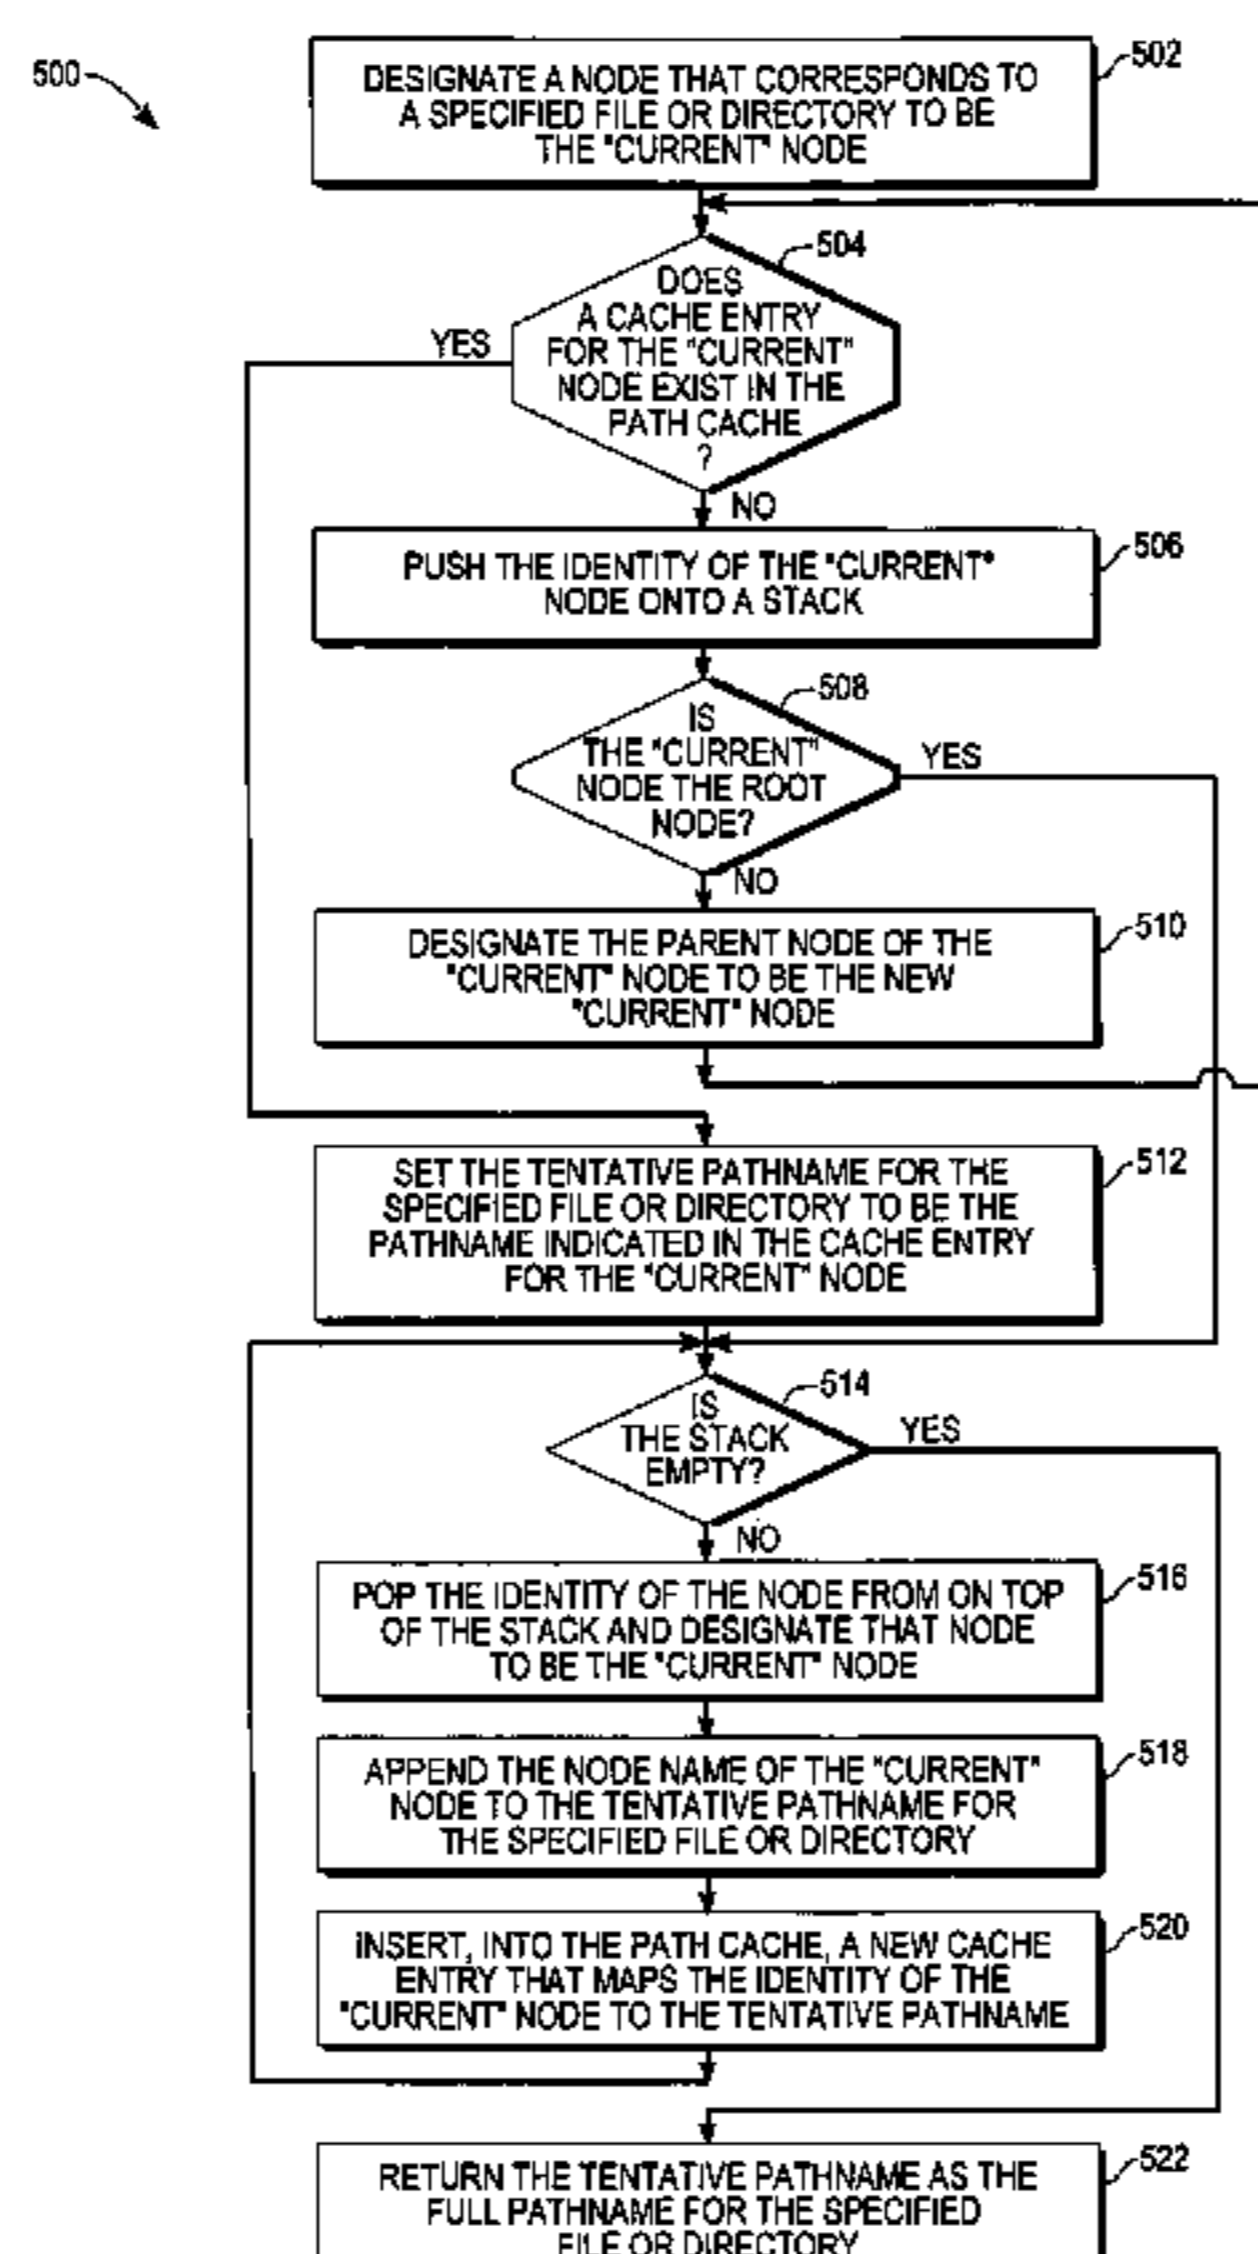 500
502
DESIGNATE A NODE THAT CORRESPONDS TO
A SPECIFIED FILE OR DIRECTORY TO BE
THE "CURRENT" NODE
504
DOES
A CACHE ENTRY
FOR THE "CURRENT"
NODE EXIST IN THE
PATH CACHE
?
YES
NO
506
PUSH THE IDENTITY OF THE "CURRENT"
NODE ONTO A STACK
508
IS
THE "CURRENT"
NODE THE ROOT
NODE?
YES
NO
510
DESIGNATE THE PARENT NODE OF THE
"CURRENT" NODE TO BE THE NEW
"CURRENT" NODE
512
SET THE TENTATIVE PATHNAME FOR THE
SPECIFIED FILE OR DIRECTORY TO BE THE
PATHNAME INDICATED IN THE CACHE ENTRY
FOR THE "CURRENT" NODE
514
IS
THE STACK
EMPTY?
YES
NO
516
POP THE IDENTITY OF THE NODE FROM ON TOP
OF THE STACK AND DESIGNATE THAT NODE
TO BE THE "CURRENT" NODE
518
APPEND THE NODE NAME OF THE "CURRENT"
NODE TO THE TENTATIVE PATHNAME FOR
THE SPECIFIED FILE OR DIRECTORY
520
INSERT, INTO THE PATH CACHE, A NEW CACHE
ENTRY THAT MAPS THE IDENTITY OF THE
"CURRENT" NODE TO THE TENTATIVE PATHNAME
522
RETURN THE TENTATIVE PATHNAME AS THE
FULL PATHNAME FOR THE SPECIFIED
FILE OR DIRECTORY